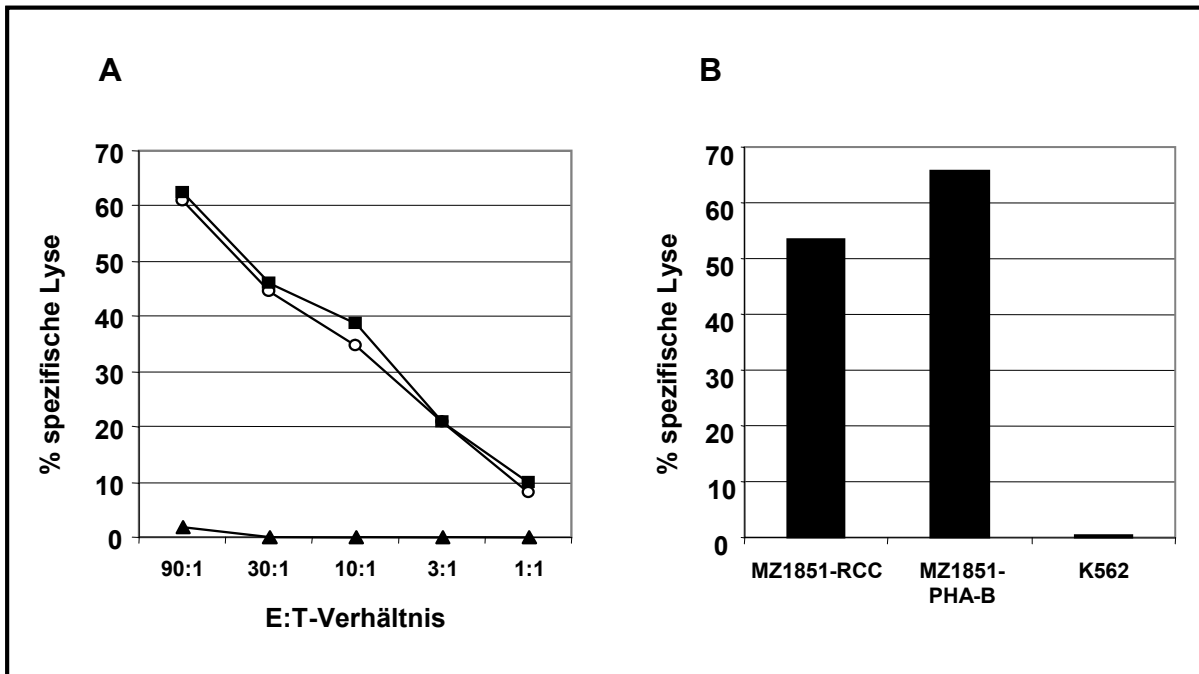 A
70
60
50
40
30
20
10
0
% spezifische Lyse
90:1 30:1 10:1 3:1 1:1
E:T-Verhältnis
B
70
60
50
40
30
20
10
0
% spezifische Lyse
MZ1851-RCC MZ1851- K562
PHA-B